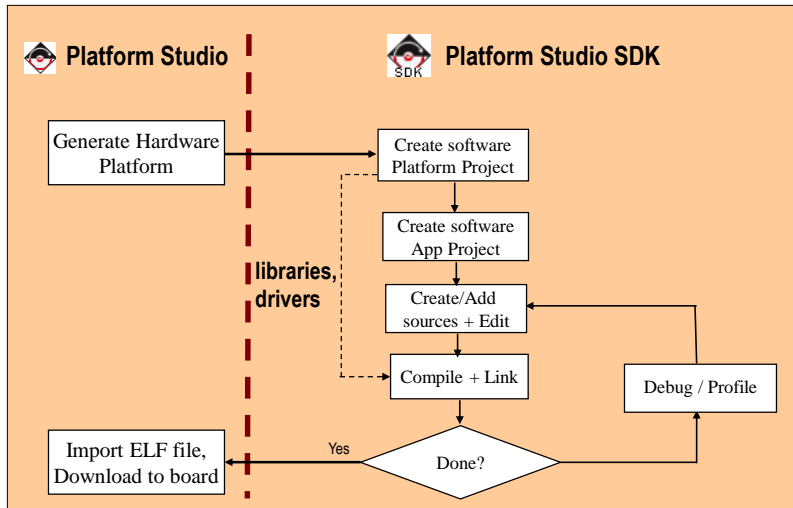 Platform Studio
SDK
Platform Studio SDK
Generate Hardware
Platform
Create software
Platform Project
Create software
App Project
libraries,
drivers
Create/Add
sources + Edit
Compile + Link
Debug / Profile
Import ELF file,
Download to board
Yes
Done?